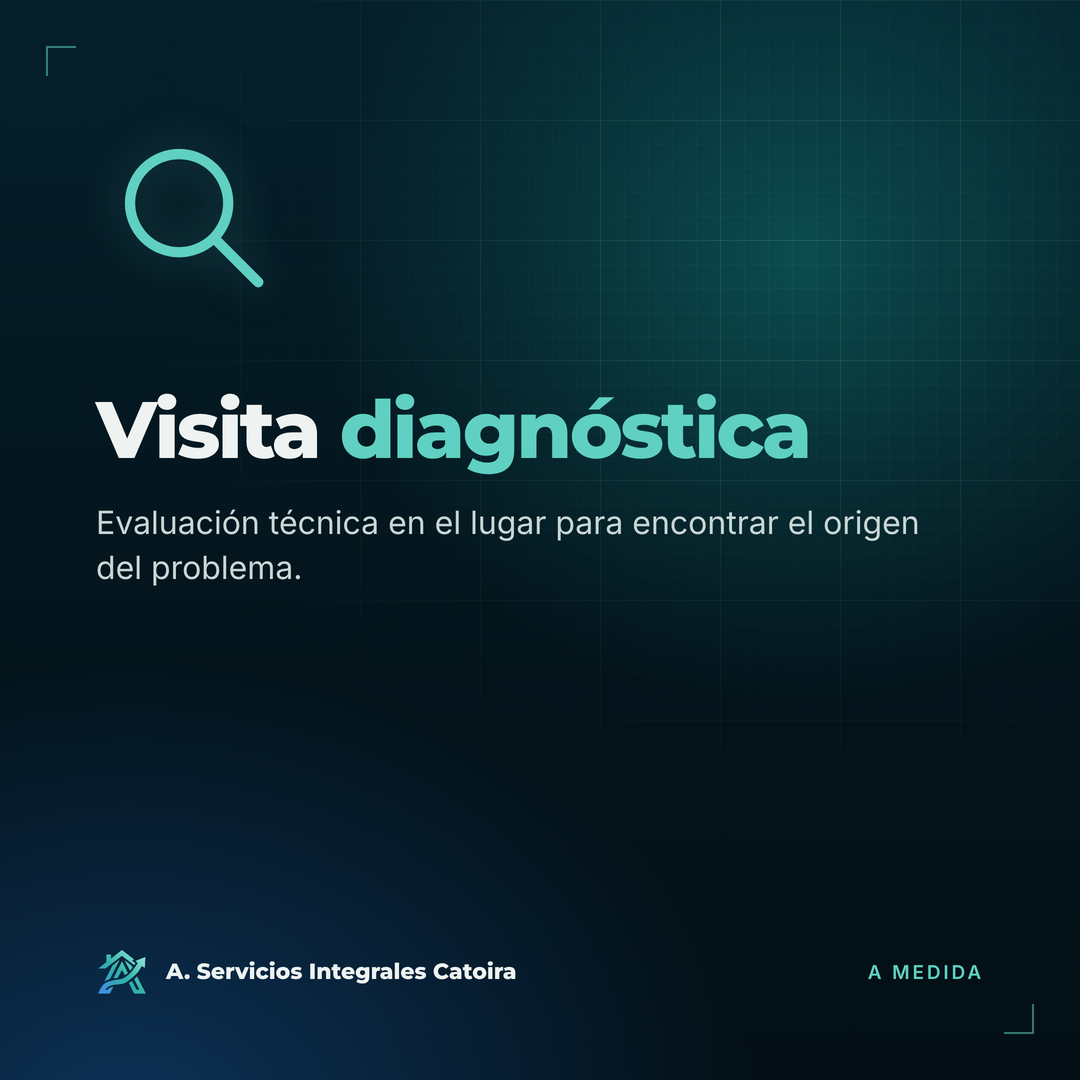 Visita diagnóstica
Evaluación técnica en el lugar para encontrar el origen
del problema.
A. Servicios Integrales Catoira
A MEDIDA